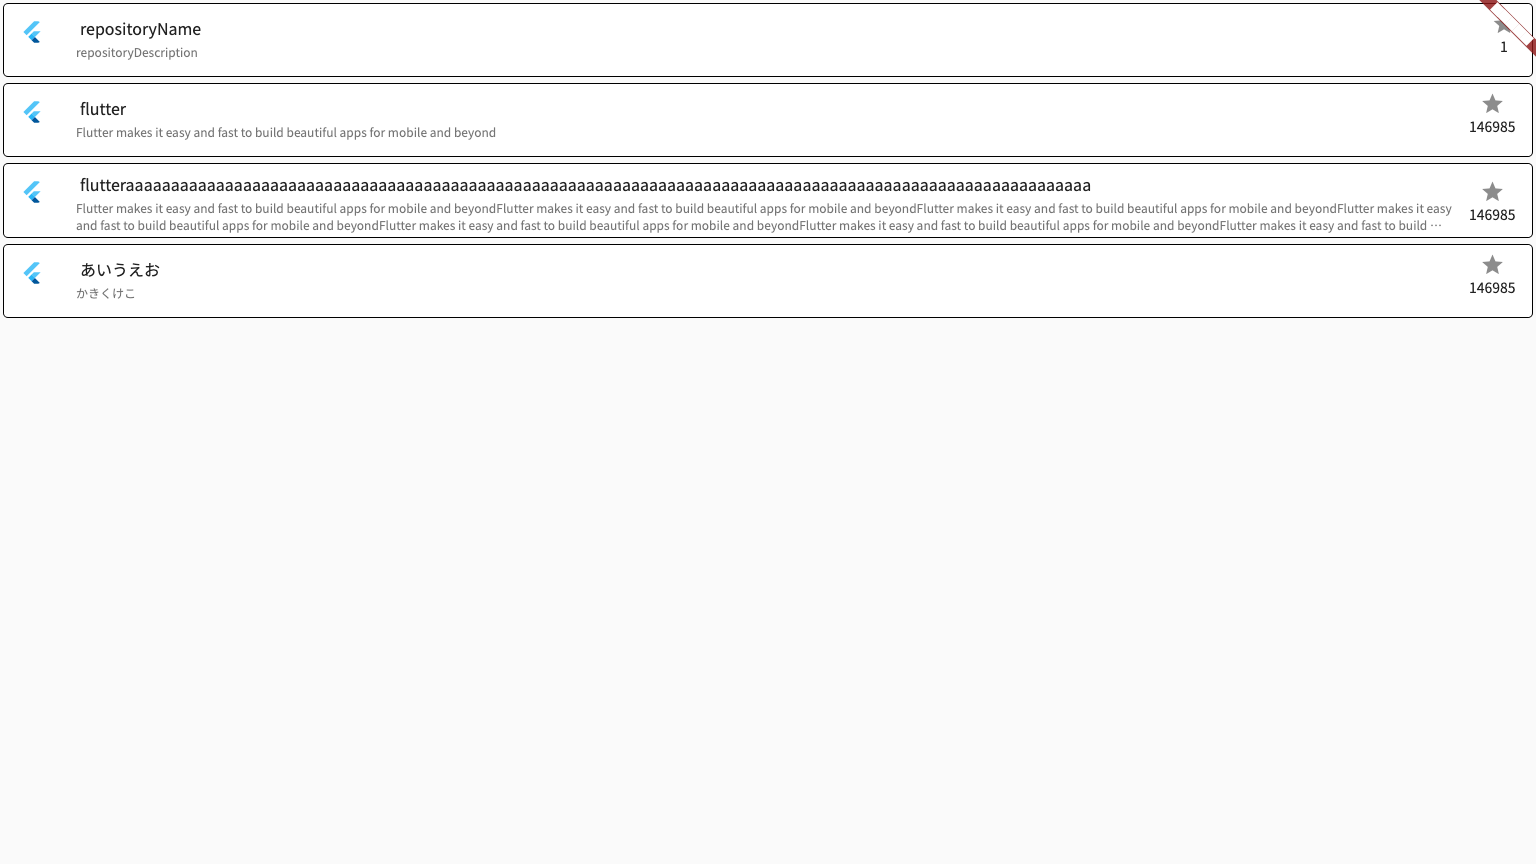 repositoryName
repositoryDescription
1
flutter
Flutter makes it easy and fast to build beautiful apps for mobile and beyond
146985
flutteraaaaaaaaaaaaaaaaaaaaaaaaaaaaaaaaaaaaaaaaaaaaaaaaaaaaaaaaaaaaaaaaaaaaaaaaaaaaaaaaaaaaaaaaaaaaaaaaaaaaaaaaaaa
Flutter makes it easy and fast to build beautiful apps for mobile and beyondFlutter makes it easy and fast to build beautiful apps for mobile and beyondFlutter makes it easy and fast to build beautiful apps for mobile and beyondFlutter makes it easy
and fast to build beautiful apps for mobile and beyondFlutter makes it easy and fast to build beautiful apps for mobile and beyondFlutter makes it easy and fast to build beautiful apps for mobile and beyondFlutter makes it easy and fast to build …
146985
あいうえお
かきくけこ
146985